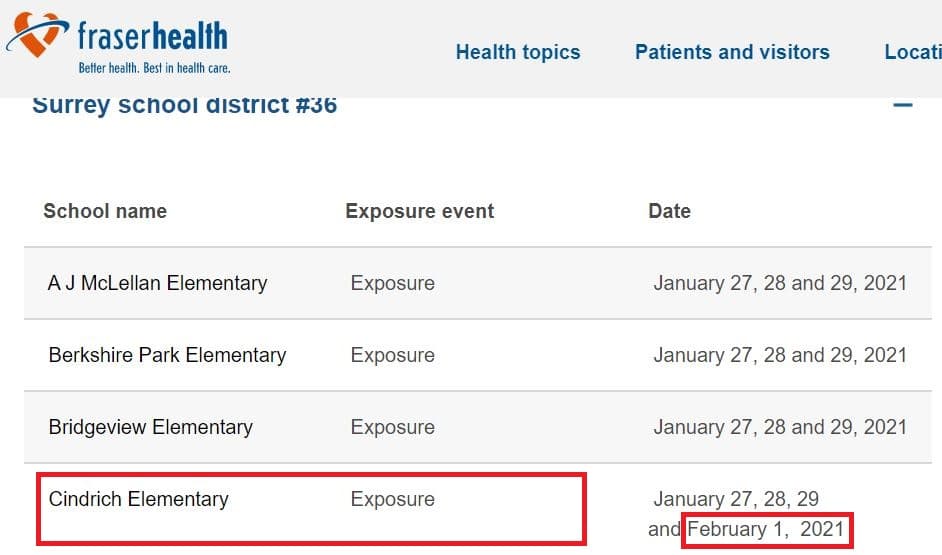 fraserhealth
Better health. Best in health care.
Health topics Patients and visitors Locati
Surrey school district #36
School name Exposure event Date
A J McLellan Elementary Exposure January 27, 28 and 29, 2021
Berkshire Park Elementary Exposure January 27, 28 and 29, 2021
Bridgeview Elementary Exposure January 27, 28 and 29, 2021
Cindrich Elementary Exposure January 27, 28, 29
and February 1, 2021